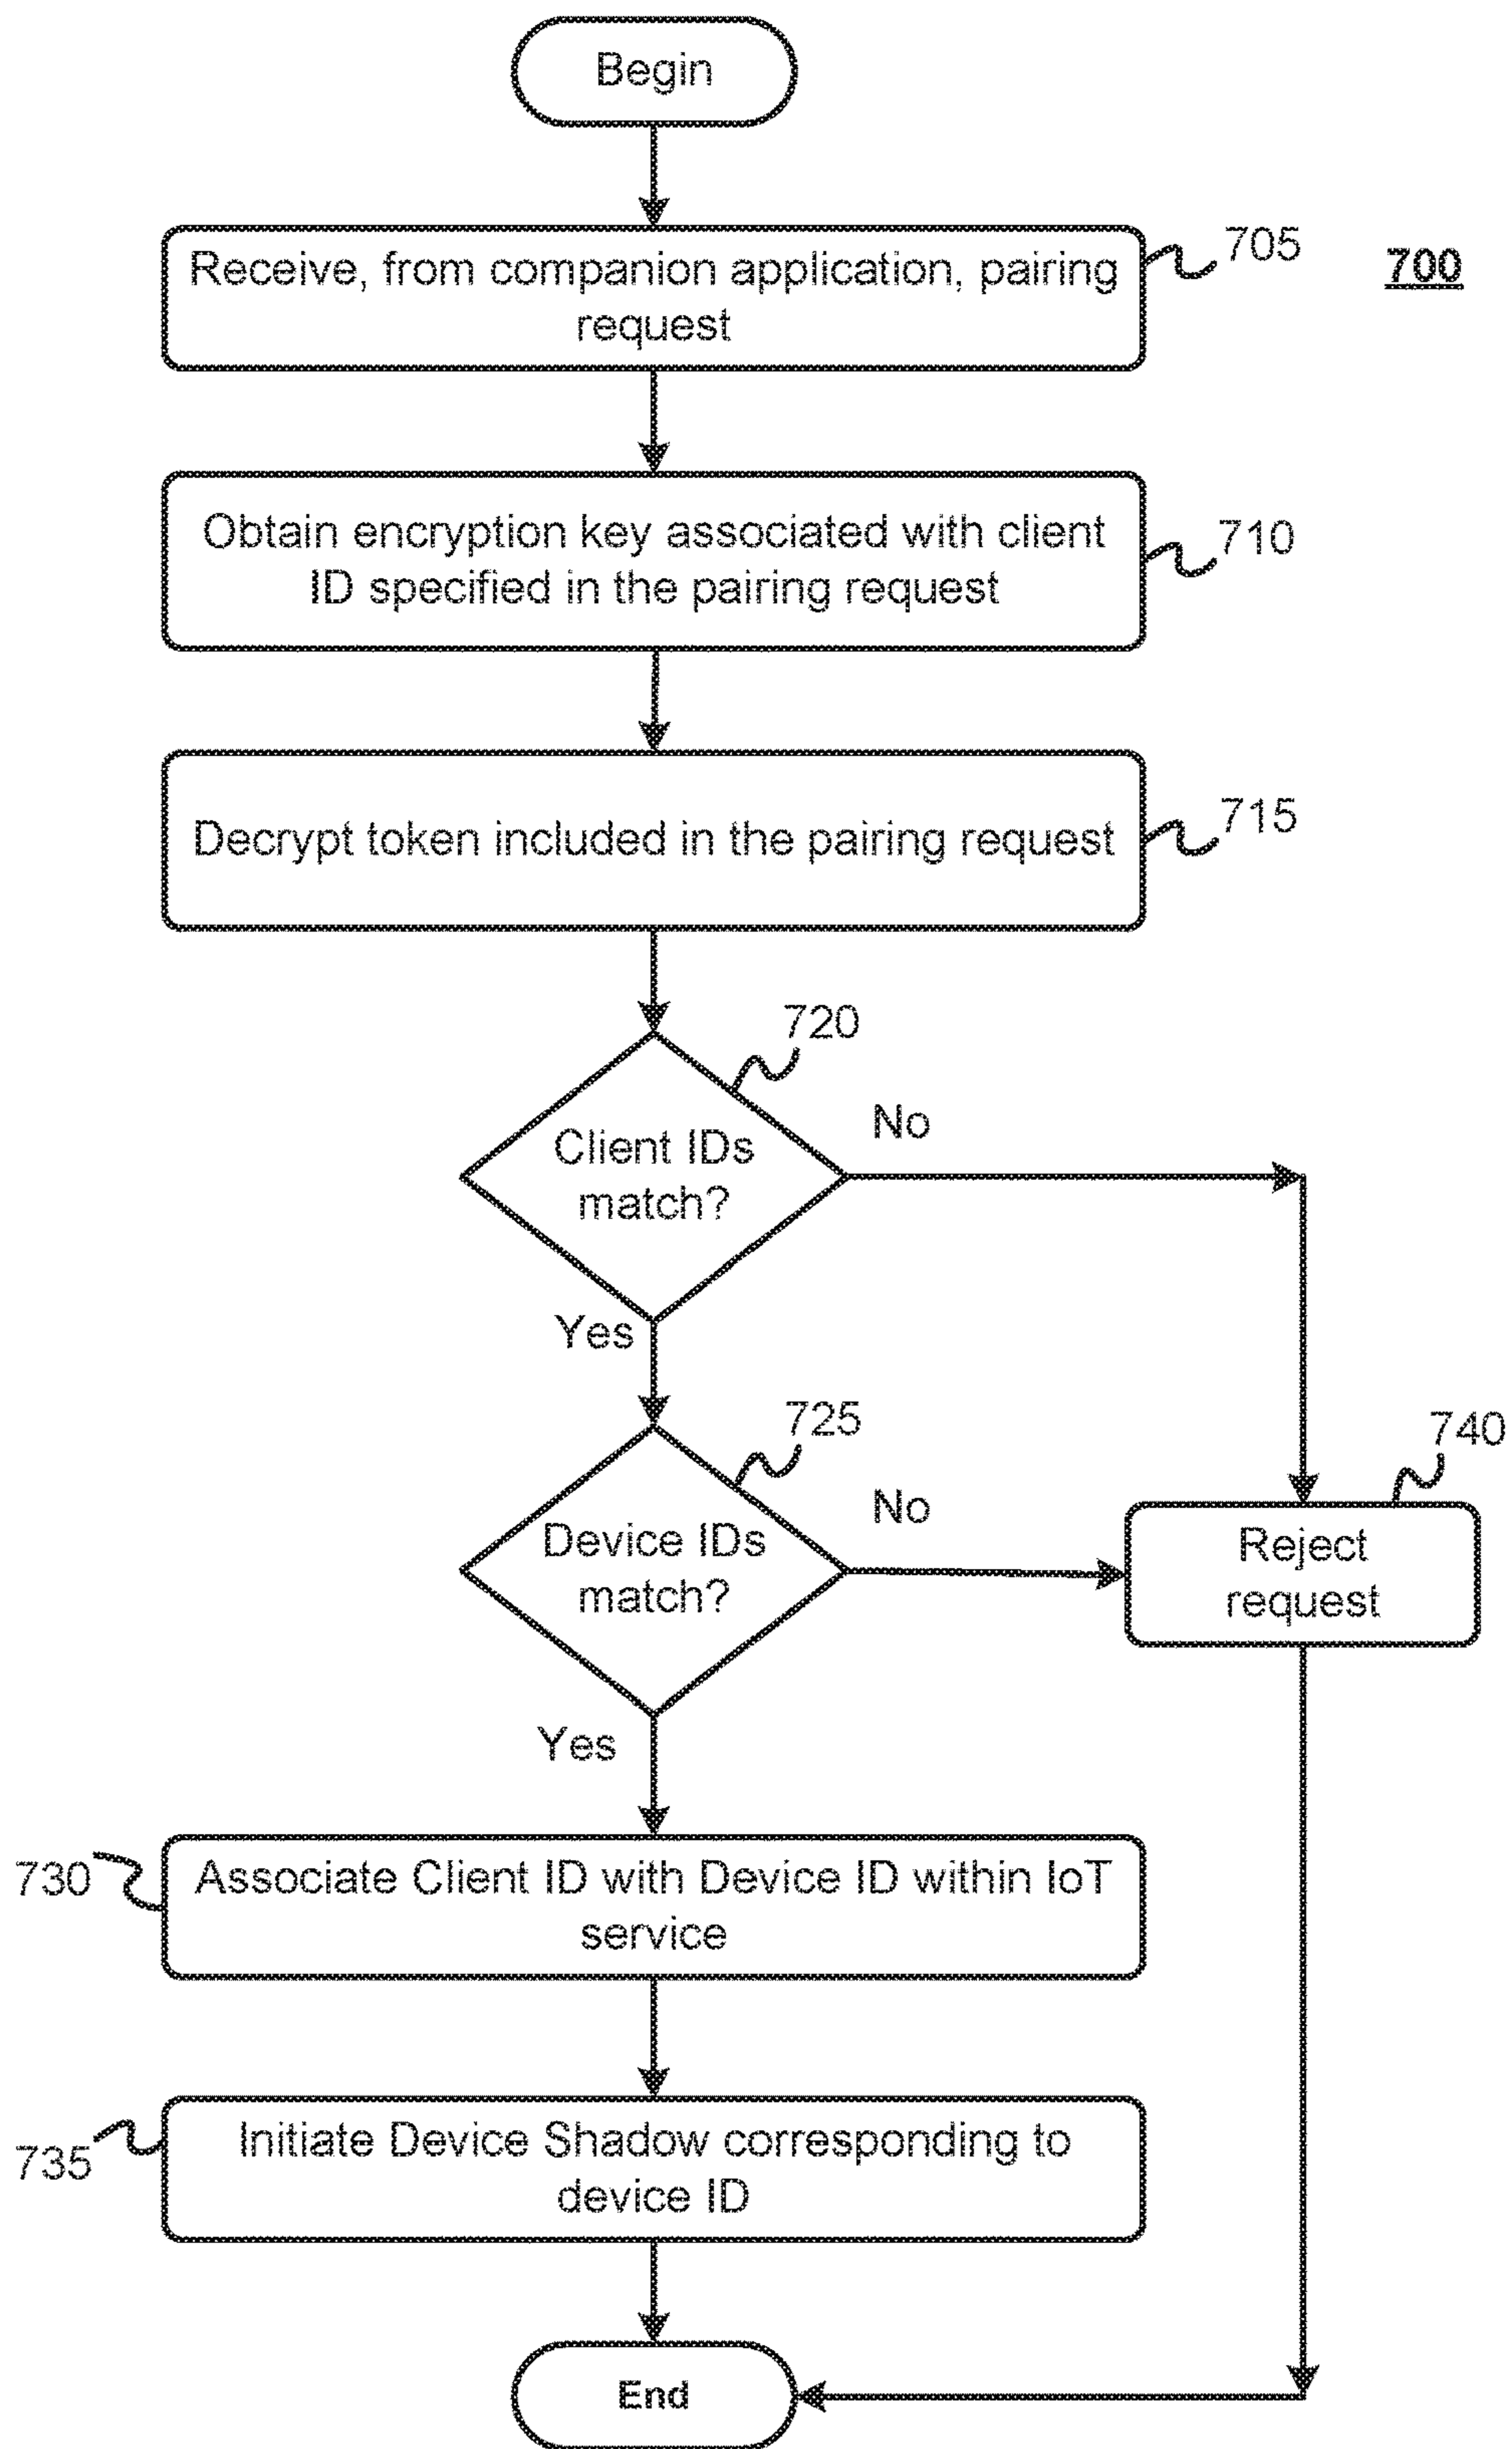 Begin
Receive, from companion application, pairing
request
705
700
Obtain encryption key associated with client
ID specified in the pairing request
710
Decrypt token included in the pairing request
715
720
Client IDs
match?
No
Yes
725
Device IDs
match?
No
740
Reject
request
Yes
730
Associate Client ID with Device ID within IoT
service
735
Initiate Device Shadow corresponding to
device ID
End